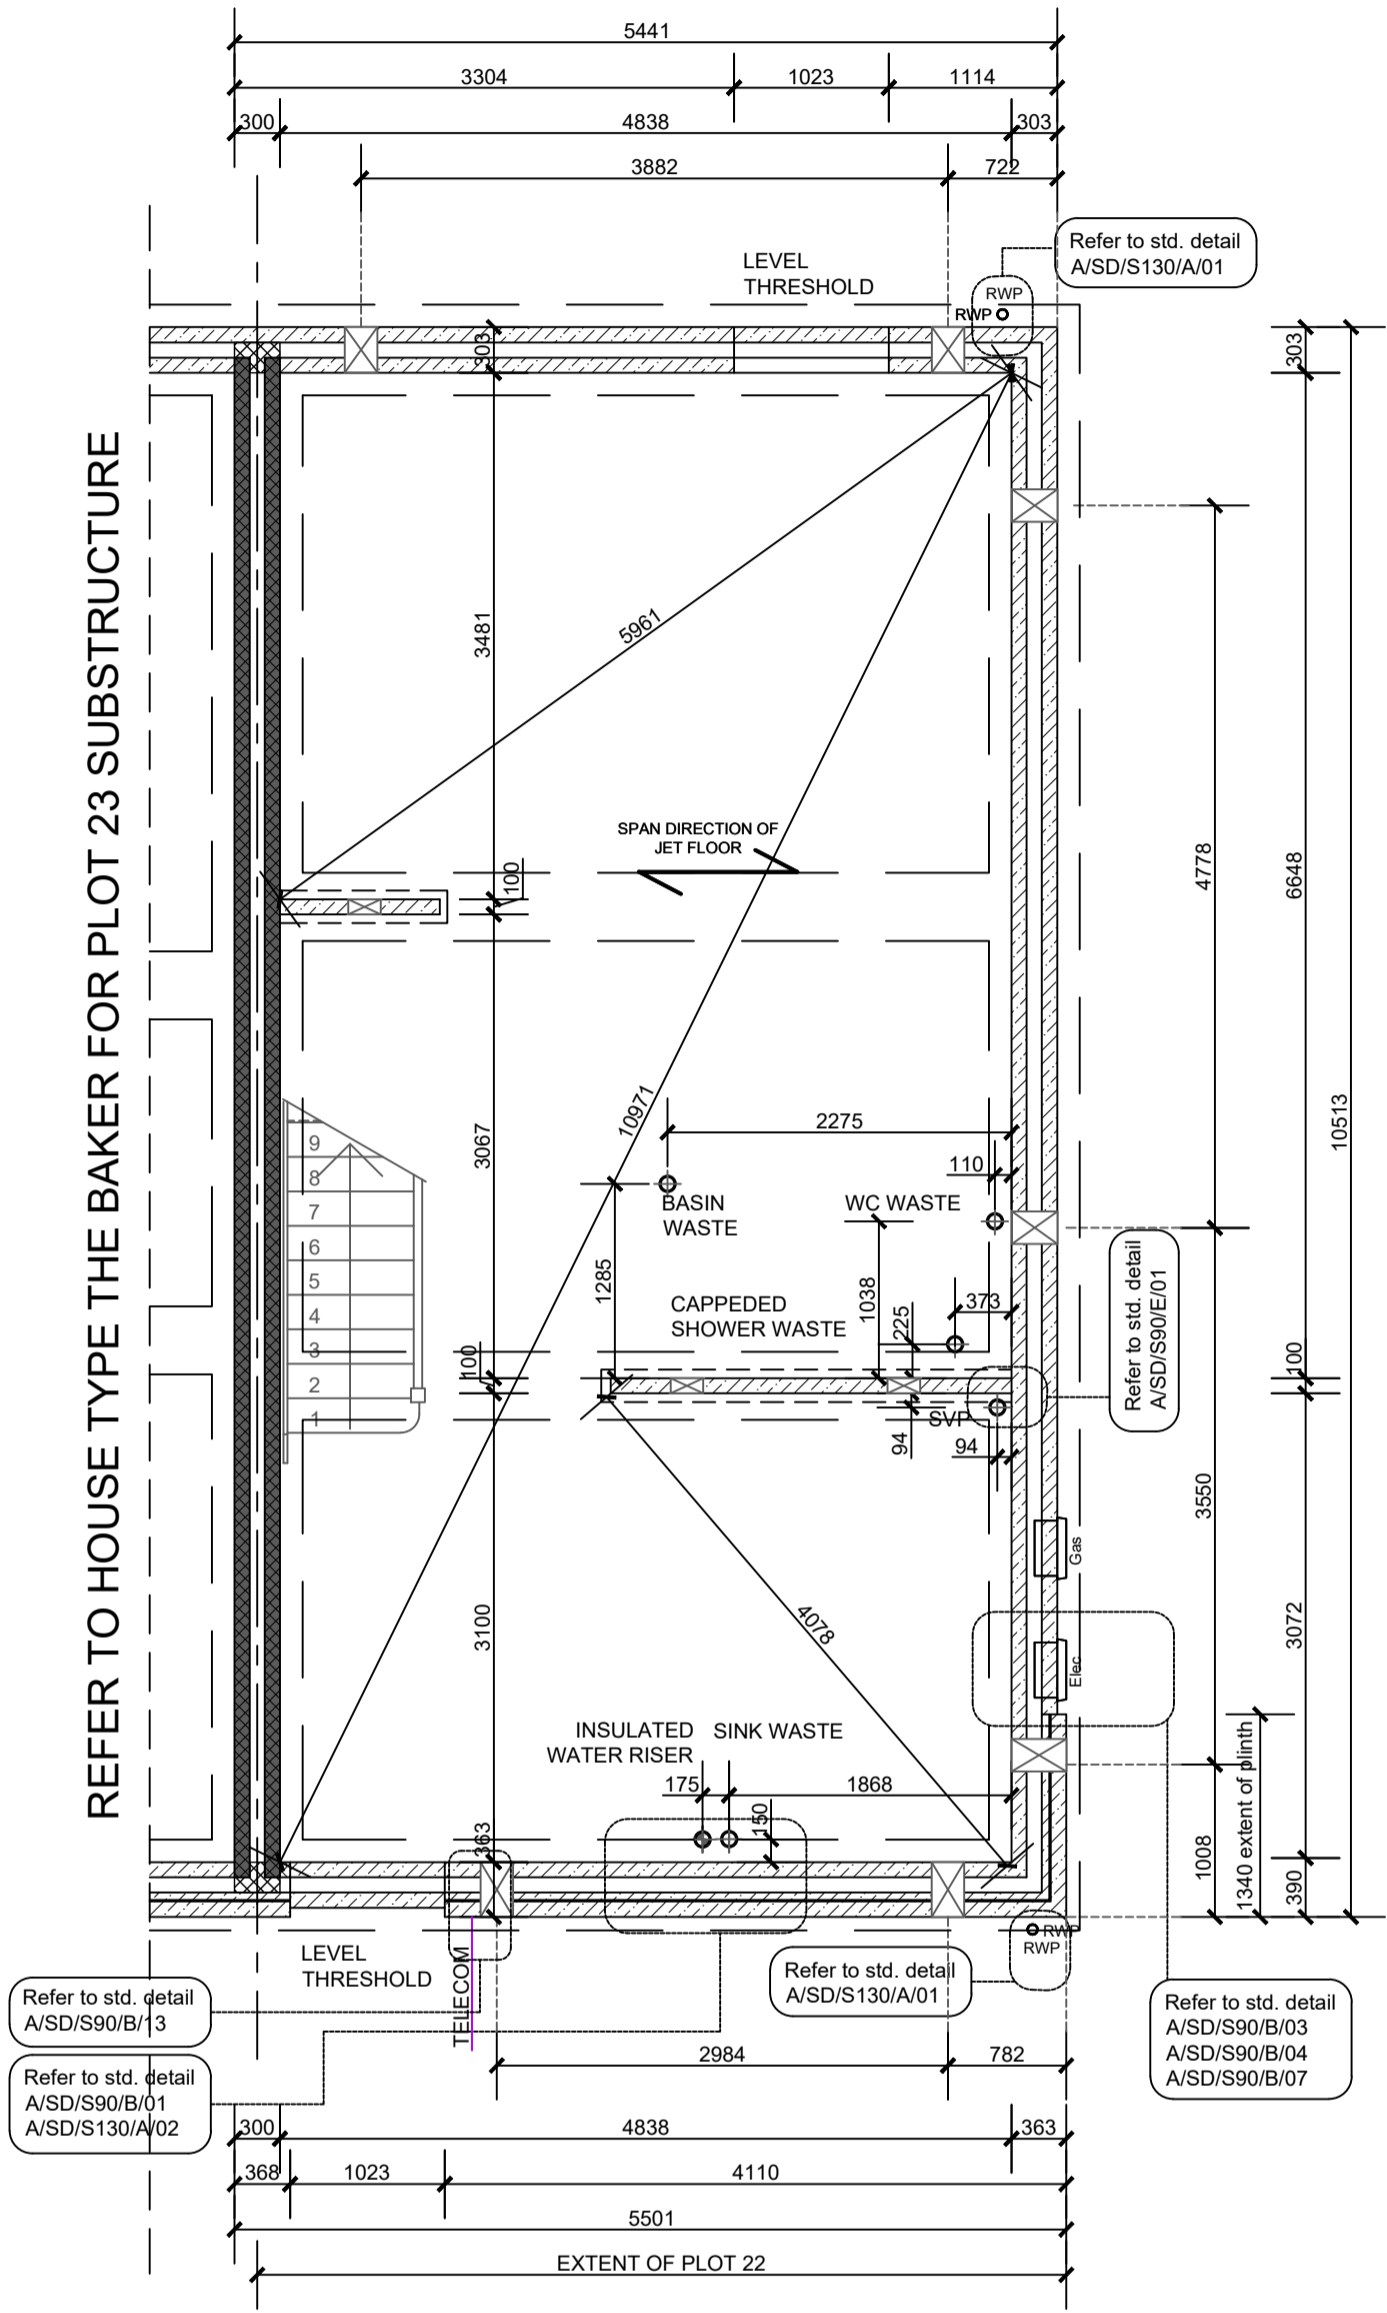 5441
3304
1023
1114
300
4838
303
3882
722
Refer to std. detail
A/SD/S130/A/01
LEVEL
THRESHOLD
RWP
RWP
303
303
REFER TO HOUSE TYPE THE BAKER FOR PLOT 23 SUBSTRUCTURE
3481
5961
SPAN DIRECTION OF
JET FLOOR
100
4778
6648
10513
10971
3067
2275
110
BASIN
WASTE
WC WASTE
9
8
7
6
5
4
3
2
1
1285
1038
CAPPEDED
SHOWER WASTE
225
373
Refer to std. detail
A/SD/S90/E/01
100
100
SVP
94
94
3550
Gas
3100
4078
3072
Elec
INSULATED
WATER RISER
SINK WASTE
175
1868
150
363
1340 extent of plinth
1008
390
RWP
RWP
LEVEL
THRESHOLD
TELECOM
Refer to std. detail
A/SD/S130/A/01
Refer to std. detail
A/SD/S90/B/13
Refer to std. detail
A/SD/S90/B/03
A/SD/S90/B/04
A/SD/S90/B/07
Refer to std. detail
A/SD/S90/B/01
A/SD/S130/A/02
2984
782
300
4838
363
368
1023
4110
5501
EXTENT OF PLOT 22